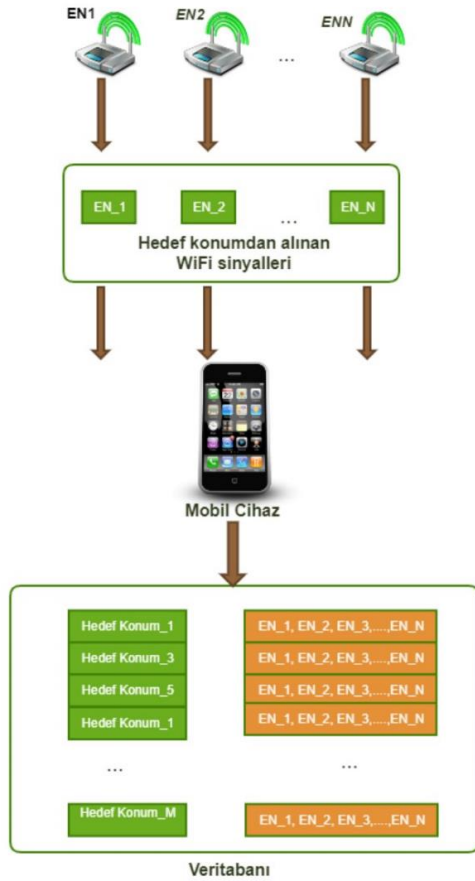 EN1 EN2 ... ENN
EN_1 EN_2 ... EN_N
Hedef konumdan alınan
WiFi sinyalleri
Mobil Cihaz
Hedef Konum_1 EN_1, EN_2, EN_3,....,EN_N
Hedef Konum_3 EN_1, EN_2, EN_3,....,EN_N
Hedef Konum_5 EN_1, EN_2, EN_3,....,EN_N
Hedef Konum_1 EN_1, EN_2, EN_3,....,EN_N
... ...
Hedef Konum_M EN_1, EN_2, EN_3,....,EN_N
Veritabanı